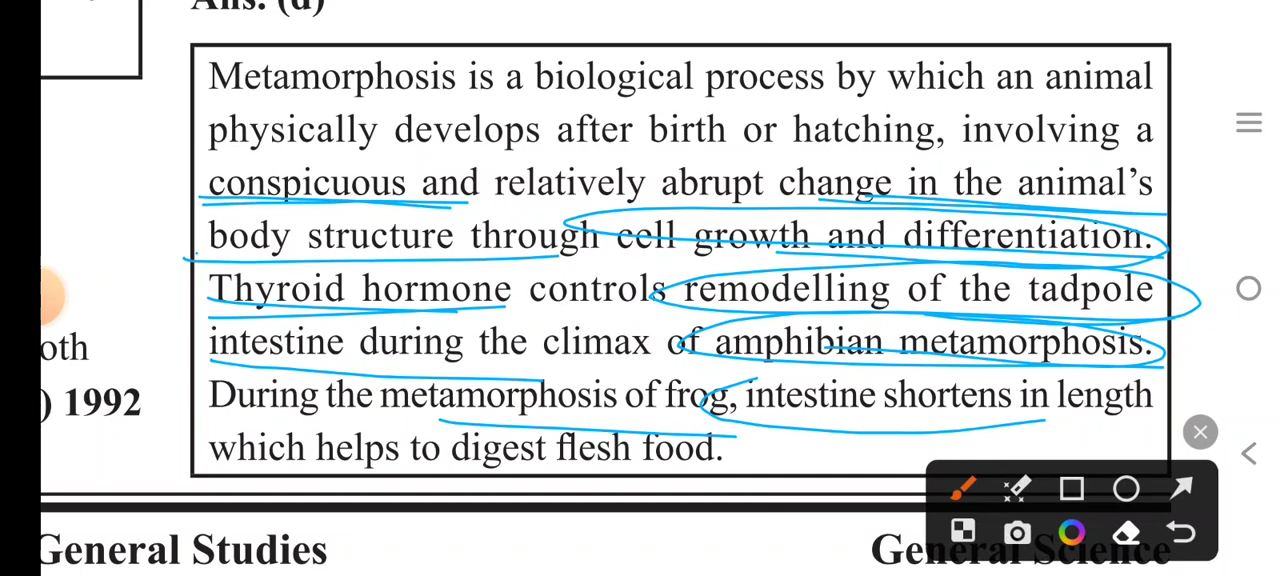 Ans. (d)
Metamorphosis is a biological process by which an animal
physically develops after birth or hatching, involving a
conspicuous and relatively abrupt change in the animal's
body structure through cell growth and differentiation.
Thyroid hormone controls remodelling of the tadpole
intestine during the climax of amphibian metamorphosis.
During the metamorphosis of frog, intestine shortens in length
which helps to digest flesh food.
oth
) 1992
General Studies
General Science